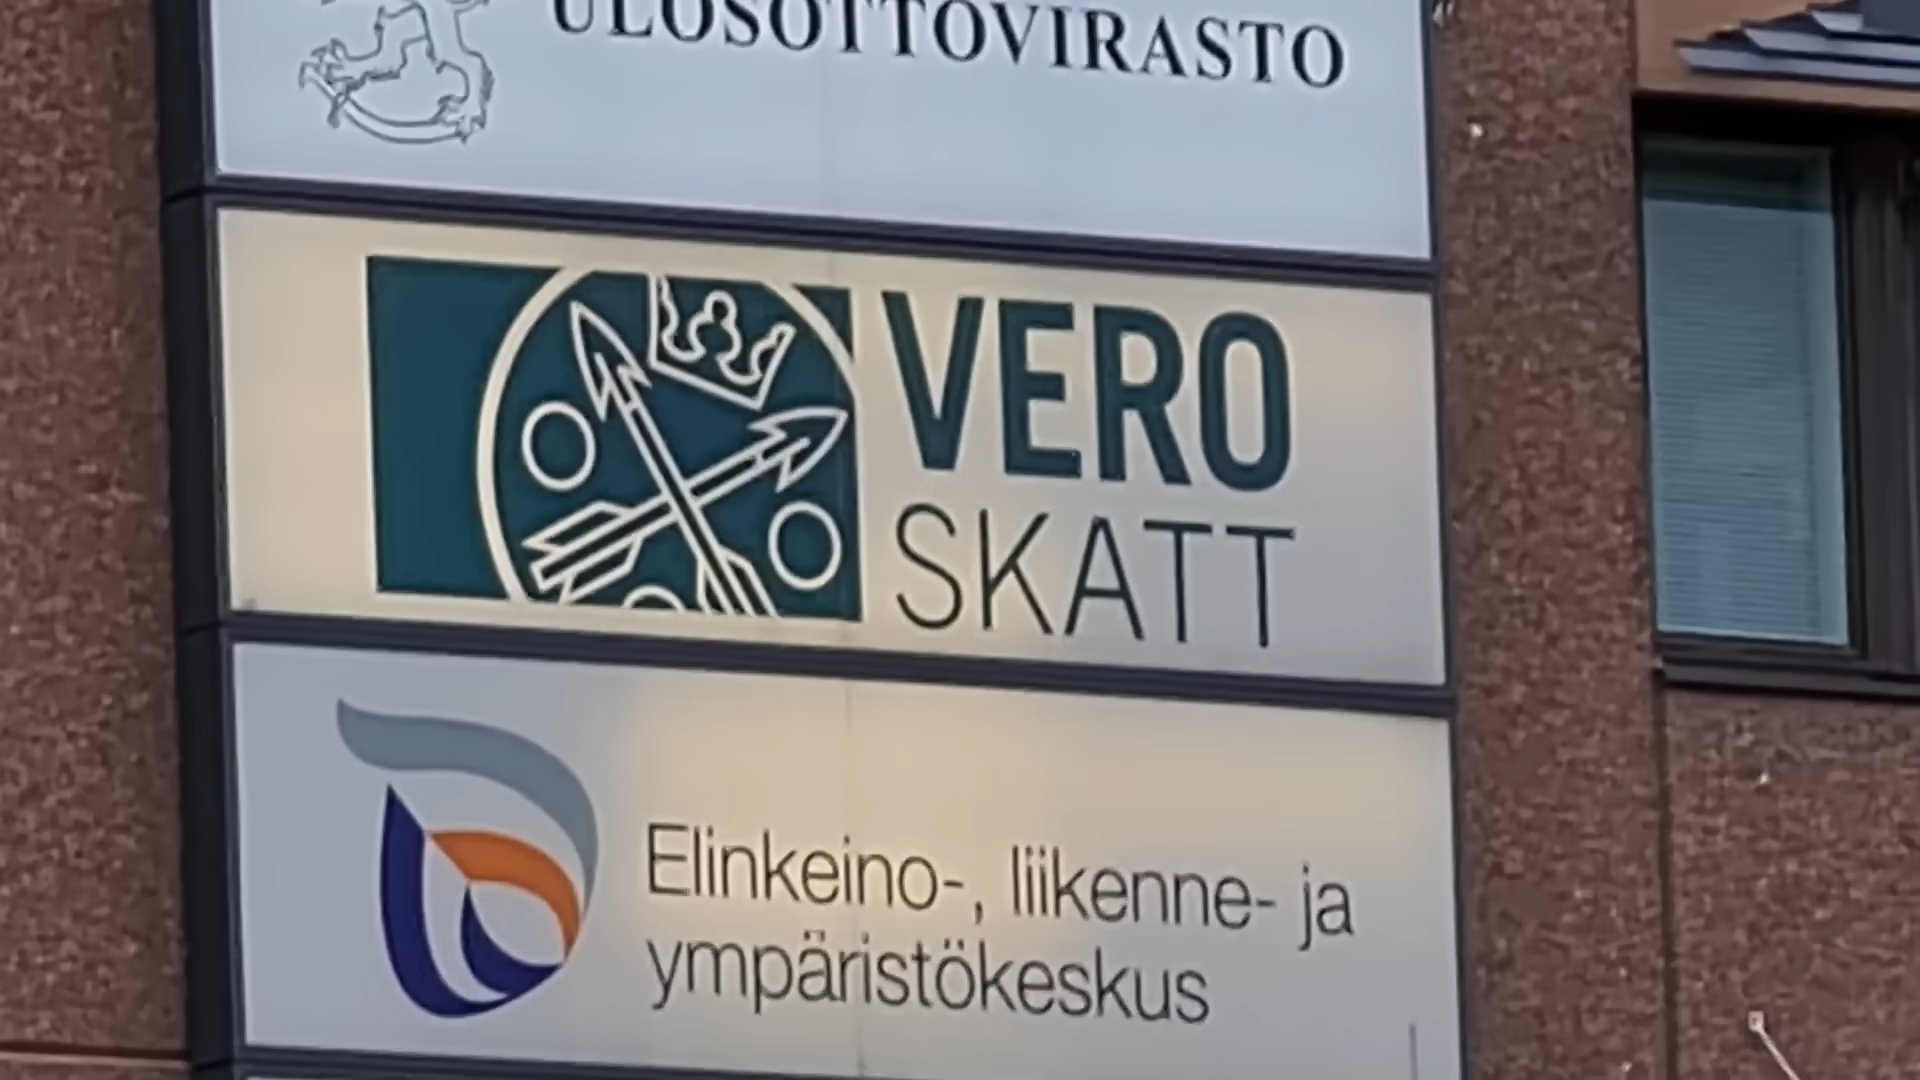 ULOSOTTOVIRASTO
VERO
SKATT
Elinkeino-, liikenne- ja
ympäristökeskus